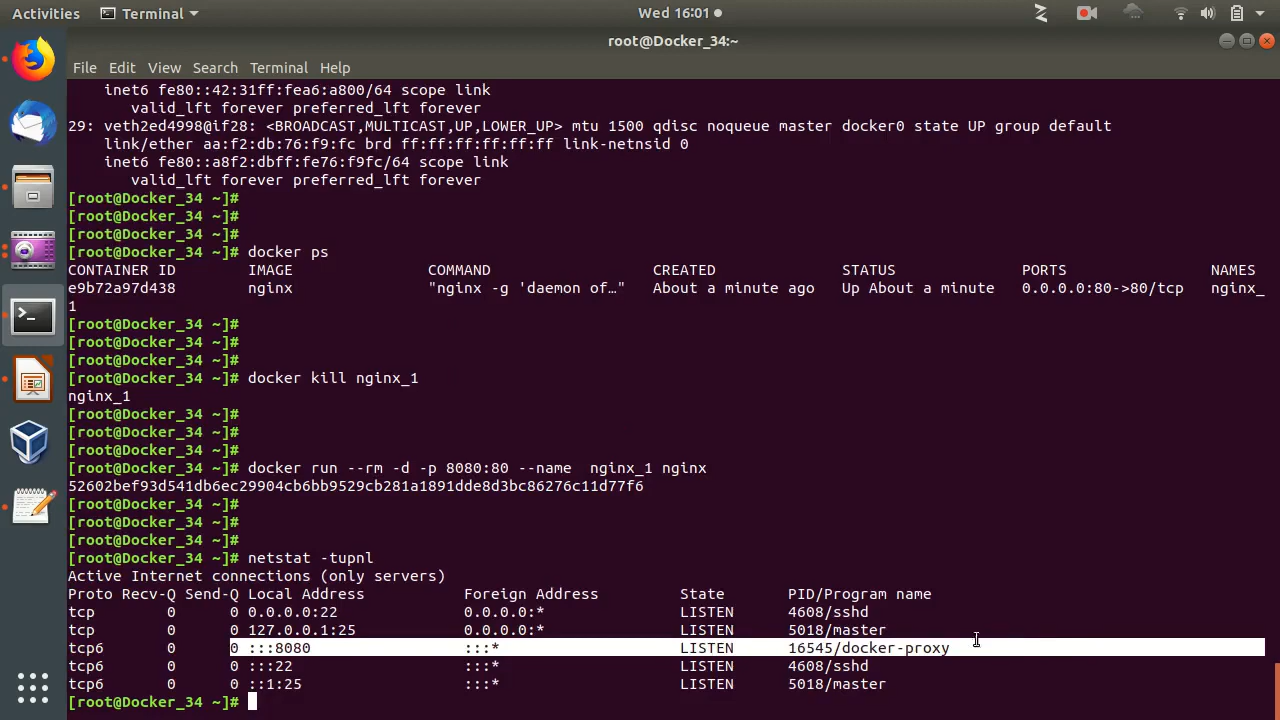 Activities Terminal Wed 16:01
root@Docker_34:~
File Edit View Search Terminal Help
inet6 fe80::42:31ff:fea6:a800/64 scope link
valid_lft forever preferred_lft forever
29: veth2ed4998@if28: <BROADCAST,MULTICAST,UP,LOWER_UP> mtu 1500 qdisc noqueue master docker0 state UP group default
link/ether aa:f2:db:76:f9:fc brd ff:ff:ff:ff:ff:ff link-netnsid 0
inet6 fe80::a8f2:dbff:fe76:f9fc/64 scope link
valid_lft forever preferred_lft forever
[root@Docker_34 ~]#
[root@Docker_34 ~]#
[root@Docker_34 ~]#
[root@Docker_34 ~]# docker ps
CONTAINER ID IMAGE COMMAND CREATED STATUS PORTS NAMES
e9b72a97d438 nginx "nginx -g 'daemon of…" About a minute ago Up About a minute 0.0.0.0:80->80/tcp nginx_
1
[root@Docker_34 ~]#
[root@Docker_34 ~]#
[root@Docker_34 ~]#
[root@Docker_34 ~]# docker kill nginx_1
nginx_1
[root@Docker_34 ~]#
[root@Docker_34 ~]#
[root@Docker_34 ~]#
[root@Docker_34 ~]# docker run --rm -d -p 8080:80 --name  nginx_1 nginx
52602bef93d541db6ec29904cb6bb9529cb281a1891dde8d3bc86276c11d77f6
[root@Docker_34 ~]#
[root@Docker_34 ~]#
[root@Docker_34 ~]#
[root@Docker_34 ~]# netstat -tupnl
Active Internet connections (only servers)
Proto Recv-Q Send-Q Local Address Foreign Address State PID/Program name
tcp 0 0 0.0.0.0:22 0.0.0.0:* LISTEN 4608/sshd
tcp 0 0 127.0.0.1:25 0.0.0.0:* LISTEN 5018/master
tcp6 0 0 :::8080 :::* LISTEN 16545/docker-proxy
tcp6 0 0 :::22 :::* LISTEN 4608/sshd
tcp6 0 0 ::1:25 :::* LISTEN 5018/master
[root@Docker_34 ~]#